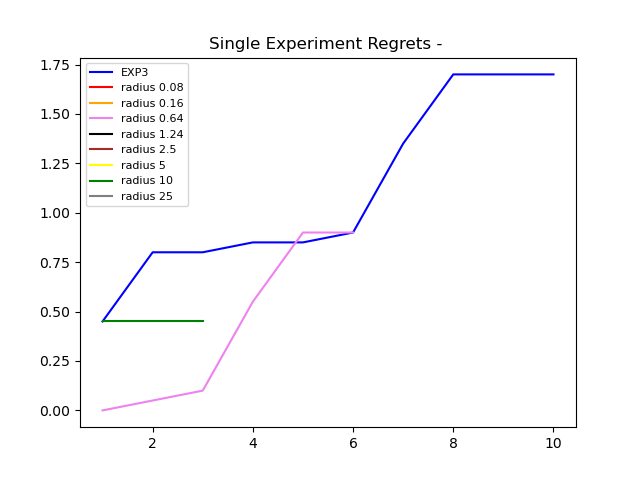 Single Experiment Regrets -
1.75
1.50
1.25
1.00
0.75
0.50
0.25
0.00
EXP3
radius 0.08
radius 0.16
radius 0.64
radius 1.24
radius 2.5
radius 5
radius 10
radius 25
2 4 6 8 10